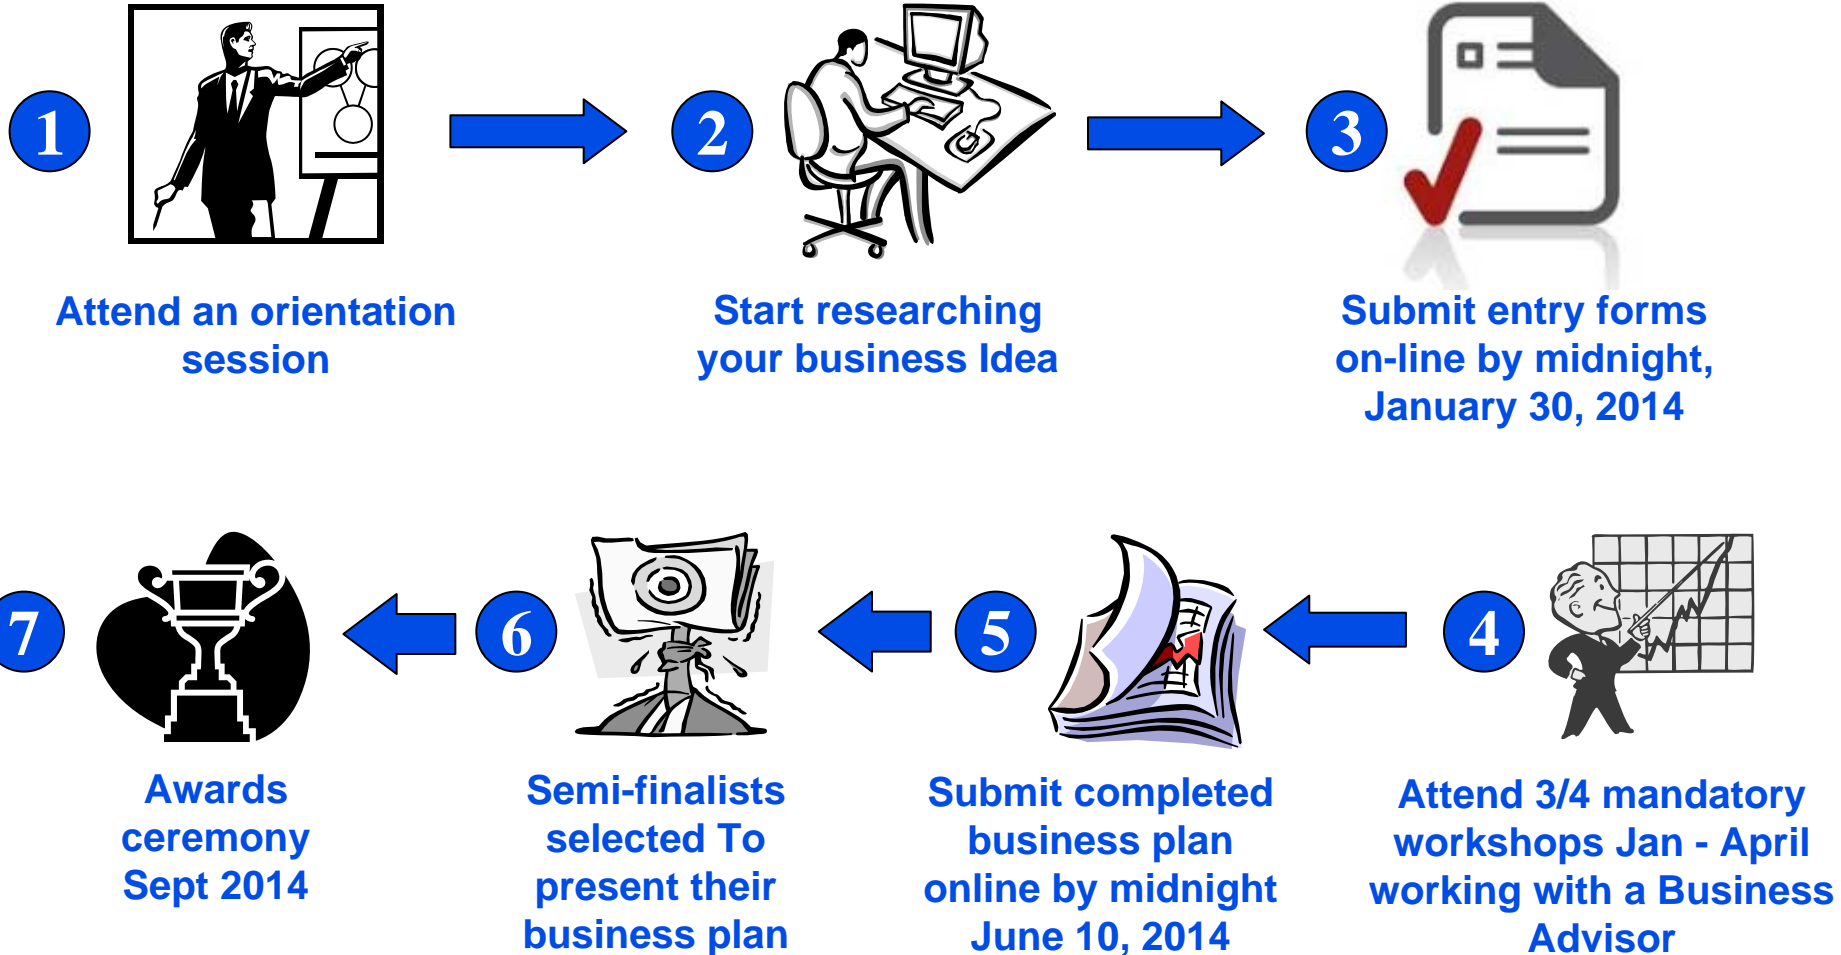 1
Attend an orientation
session
2
Start researching
your business Idea
3
Submit entry forms
on-line by midnight,
January 30, 2014
4
Attend 3/4 mandatory
workshops Jan - April
working with a Business
Advisor
5
Submit completed
business plan
online by midnight
June 10, 2014
6
Semi-finalists
selected To
present their
business plan
7
Awards
ceremony
Sept 2014